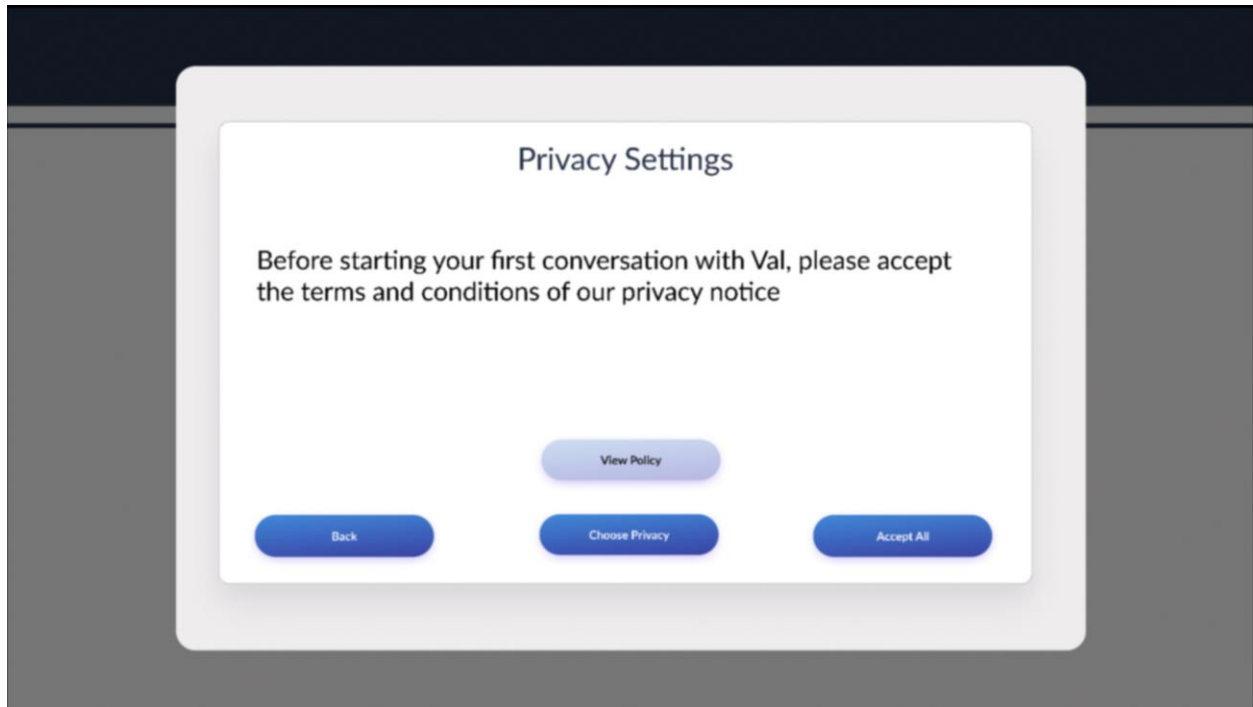 Privacy Settings
Before starting your first conversation with Val, please accept
the terms and conditions of our privacy notice
View Policy
Back
Choose Privacy
Accept All